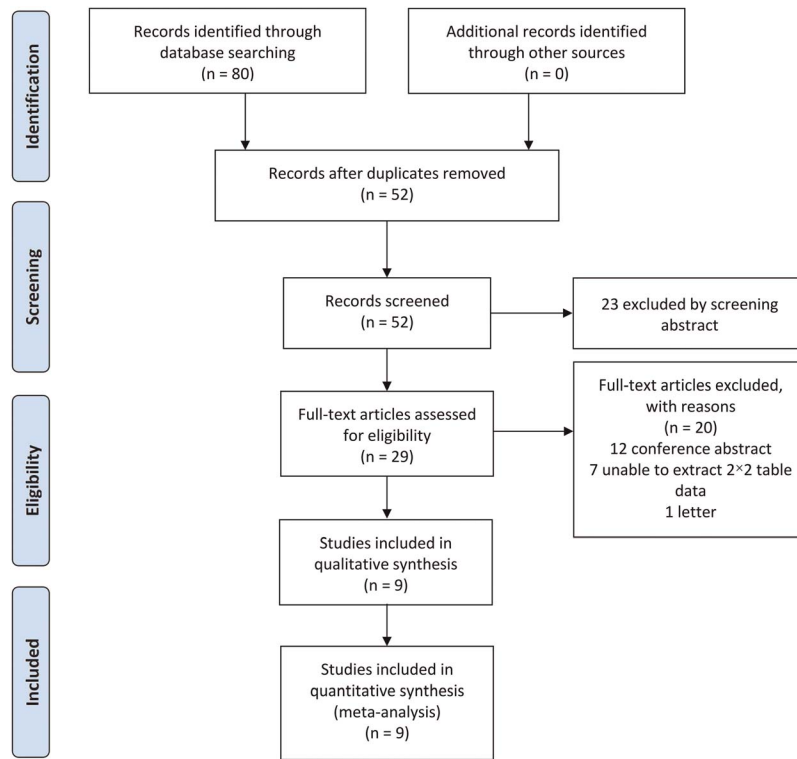 Identification
Records identified through
database searching
(n = 80)
Additional records identified
through other sources
(n = 0)
Records after duplicates removed
(n = 52)
Screening
Records screened
(n = 52)
23 excluded by screening
abstract
Eligibility
Full-text articles assessed
for eligibility
(n = 29)
Full-text articles excluded,
with reasons
(n = 20)
12 conference abstract
7 unable to extract 2×2 table
data
1 letter
Studies included in
qualitative synthesis
(n = 9)
Included
Studies included in
quantitative synthesis
(meta-analysis)
(n = 9)